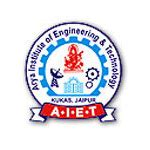 Arya Institute of Engineering & Technology
KUKAS, JAIPUR
A·I·E·T